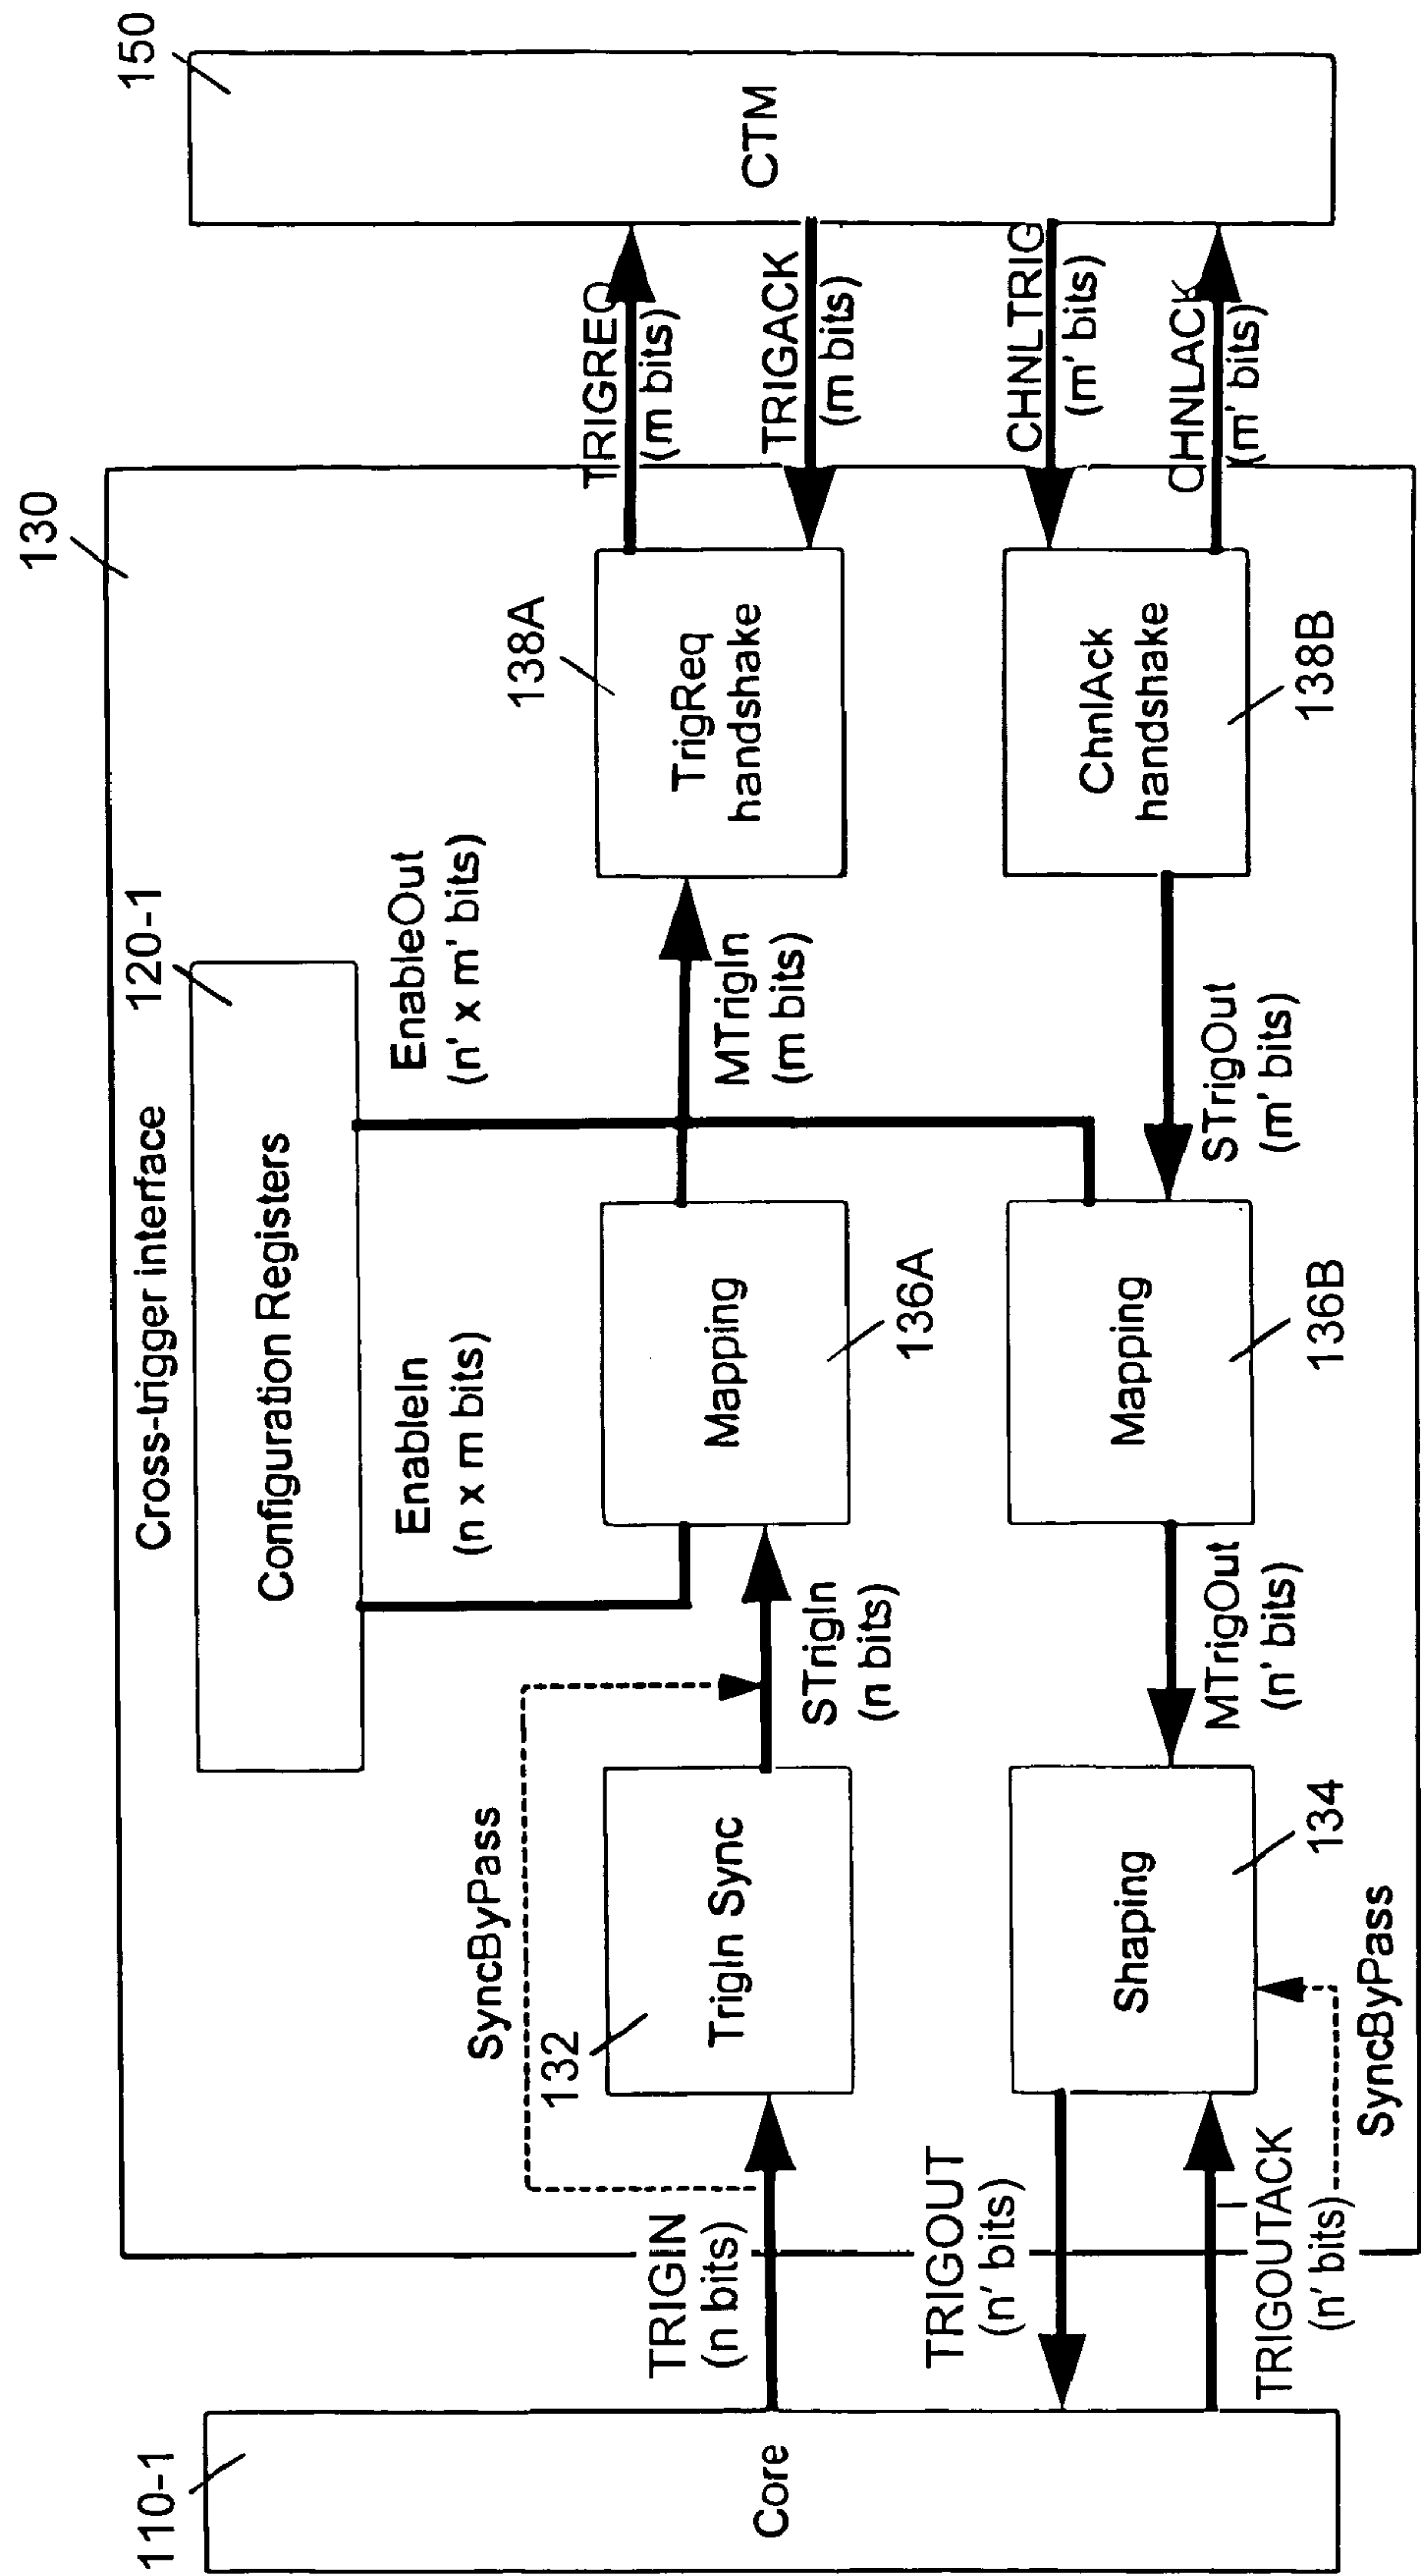 130
150
Cross-trigger interface
120-1
110-1
Configuration Registers
EnableIn
(n x m bits)
EnableOut
(n' x m' bits)
SyncByPass
132
138A
TRIGIN
(n bits)
TrigIn Sync
STrigIn
(n bits)
Mapping
136A
MTrigIn
(m bits)
TrigReq
handshake
TRIGREQ
(m bits)
TRIGACK
(m bits)
Core
CTM
TRIGOUT
(n' bits)
TRIGOUTACK
(n' bits)
Shaping
134
MTrigOut
(n' bits)
Mapping
136B
STrigOut
(m' bits)
ChnlAck
handshake
138B
CHNLTRIG
(m' bits)
CHNLACK
(m' bits)
SyncByPass